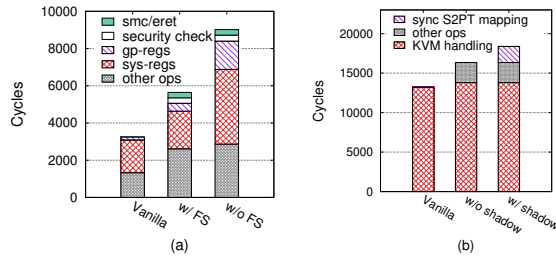 10000
8000
6000
4000
2000
0
Cycles
smc/eret
security check
gp-regs
sys-regs
other ops
Vanilla
w/ FS
w/o FS
(a)
20000
15000
10000
5000
0
Cycles
sync S2PT mapping
other ops
KVM handling
Vanilla
w/o shadow
w/ shadow
(b)